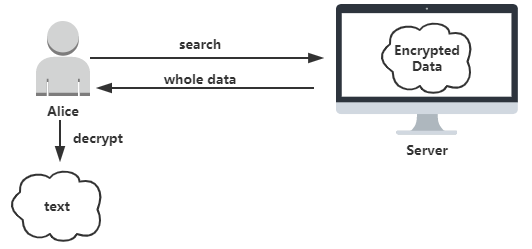 search
Encrypted
Data
whole data
Alice
decrypt
Server
text